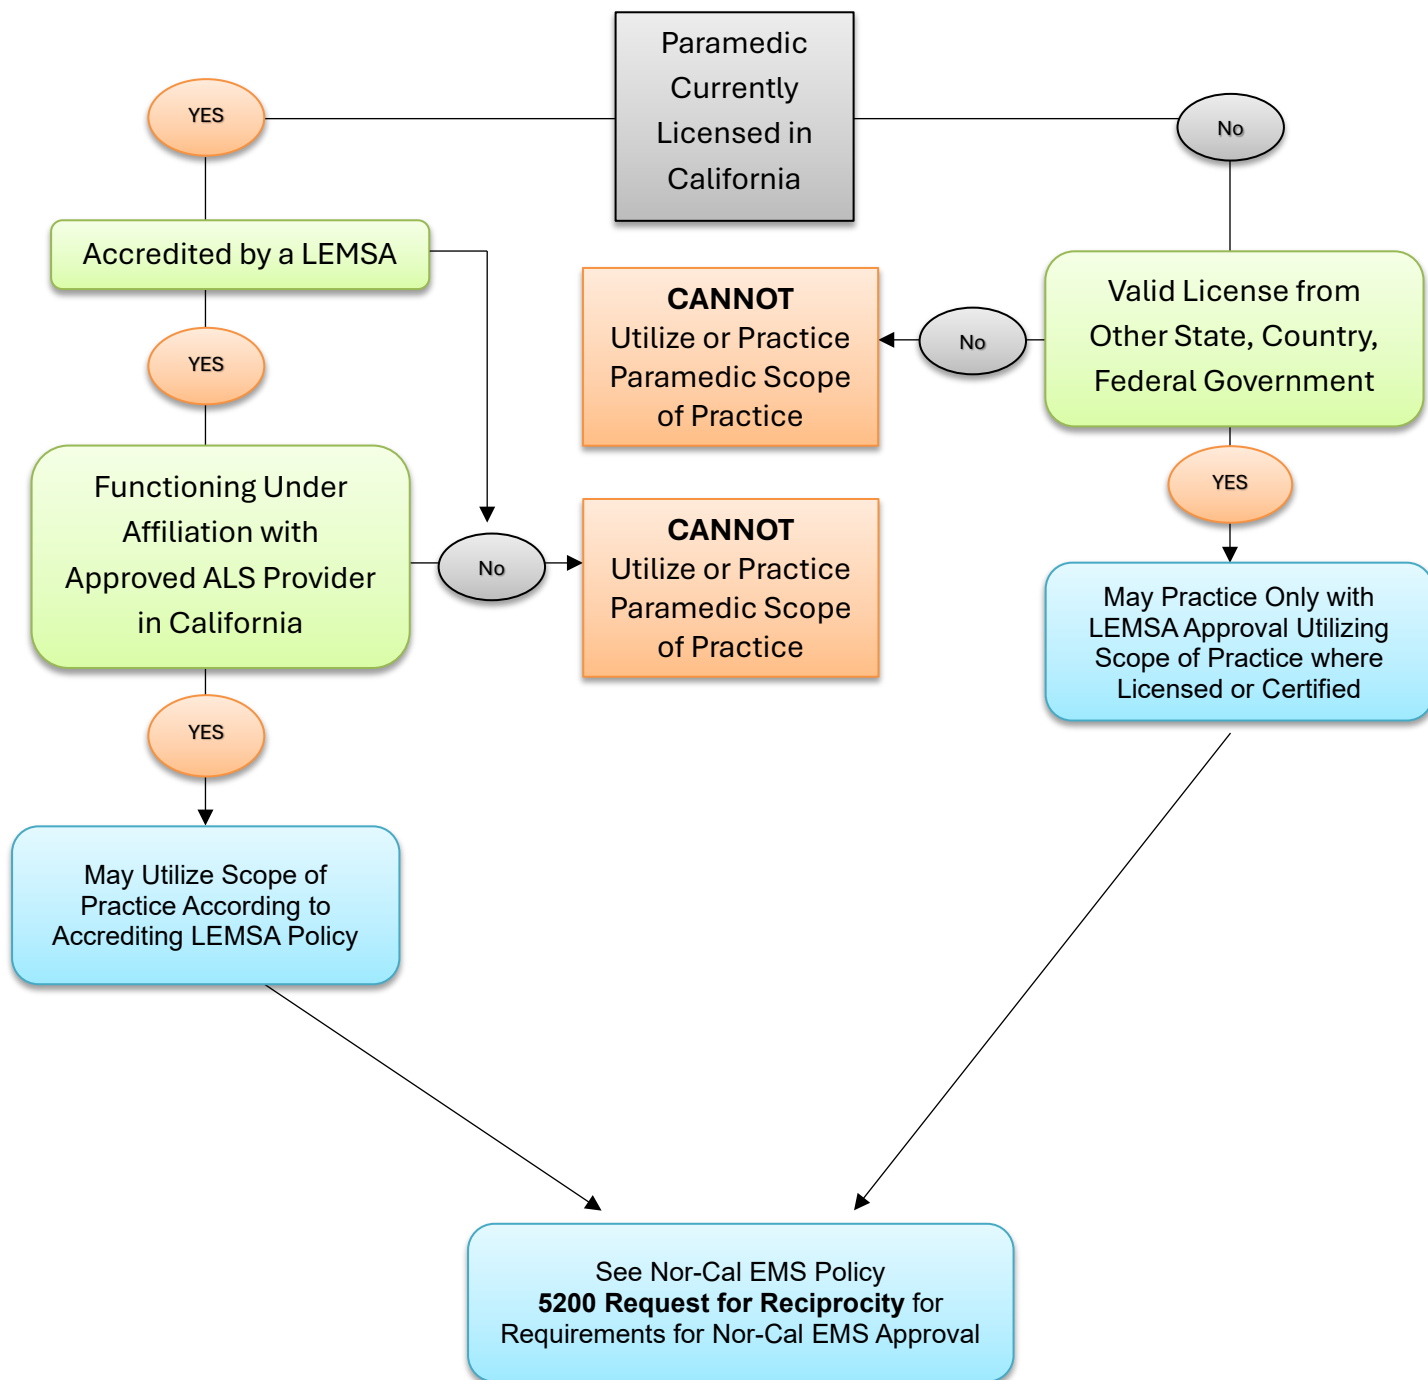 Paramedic
Currently
Licensed in
California
YES
No
Accredited by a LEMSA
CANNOT
Utilize or Practice
Paramedic Scope
of Practice
No
Valid License from
Other State, Country,
Federal Government
YES
YES
Functioning Under
Affiliation with
Approved ALS Provider
in California
No
CANNOT
Utilize or Practice
Paramedic Scope
of Practice
May Practice Only with
LEMSA Approval Utilizing
Scope of Practice where
Licensed or Certified
YES
May Utilize Scope of
Practice According to
Accrediting LEMSA Policy
See Nor-Cal EMS Policy
5200 Request for Reciprocity for
Requirements for Nor-Cal EMS Approval